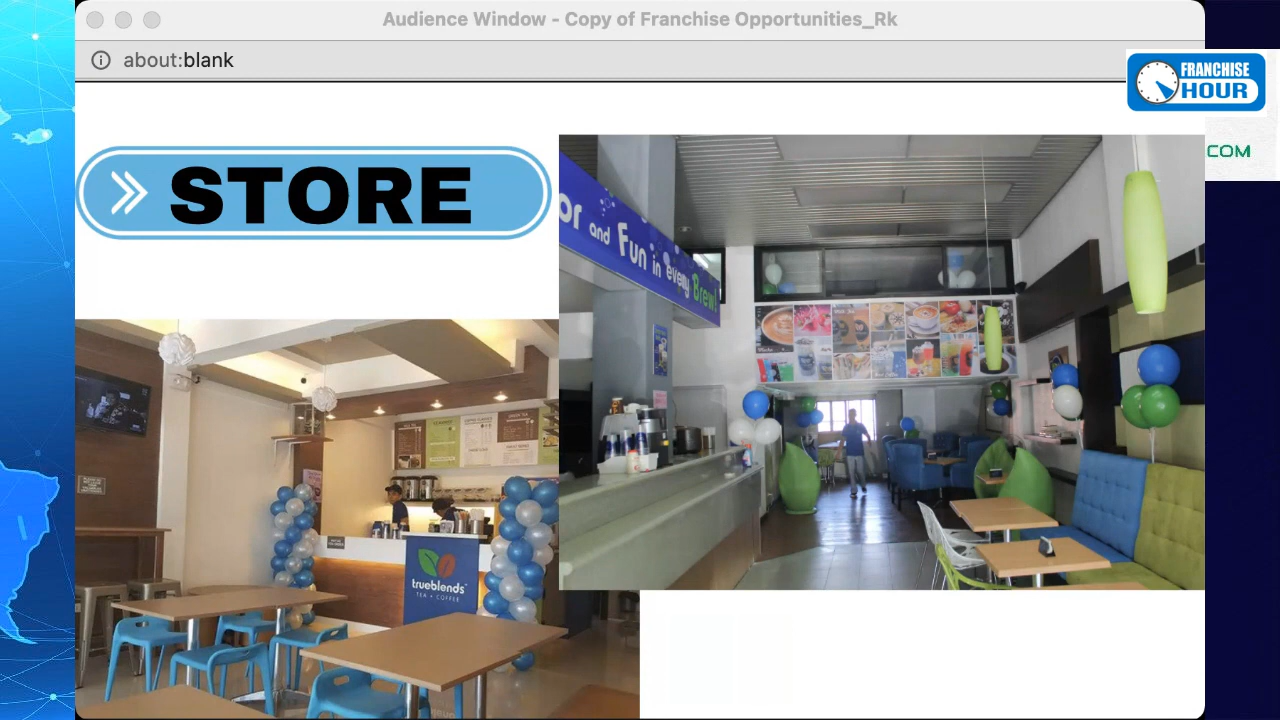 Audience Window - Copy of Franchise Opportunities_Rk
about:blank
FRANCHISE
HOUR
COM
STORE
or and Fun in every Brew!
trueblends
TEA + COFFEE